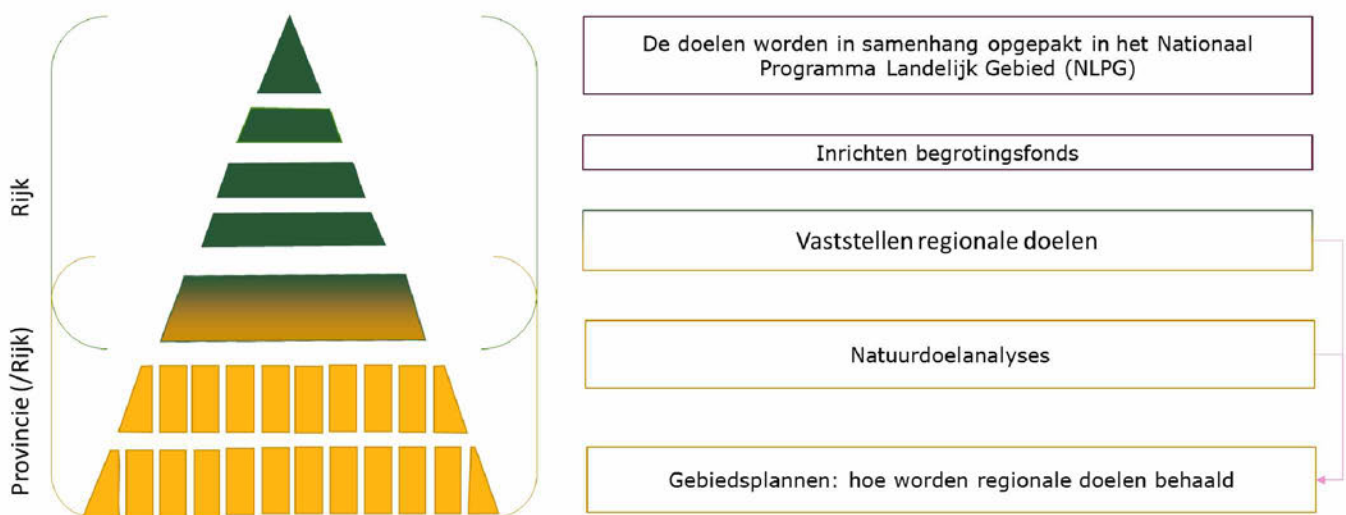 Rijk
Provincie (/Rijk)
De doelen worden in samenhang opgepakt in het Nationaal
Programma Landelijk Gebied (NLPG)
Inrichten begrotingsfonds
Vaststellen regionale doelen
Natuurdoelanalyses
Gebiedsplannen: hoe worden regionale doelen behaald